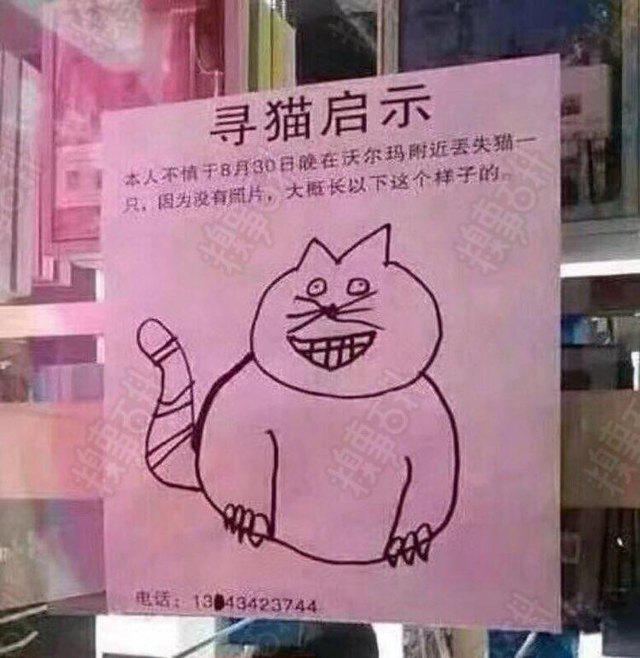 寻猫启示
本人不慎于8月30日晚在沃尔玛附近丢失猫一
只，因为没有照片，大概长以下这个样子的。
电话：13 43423744